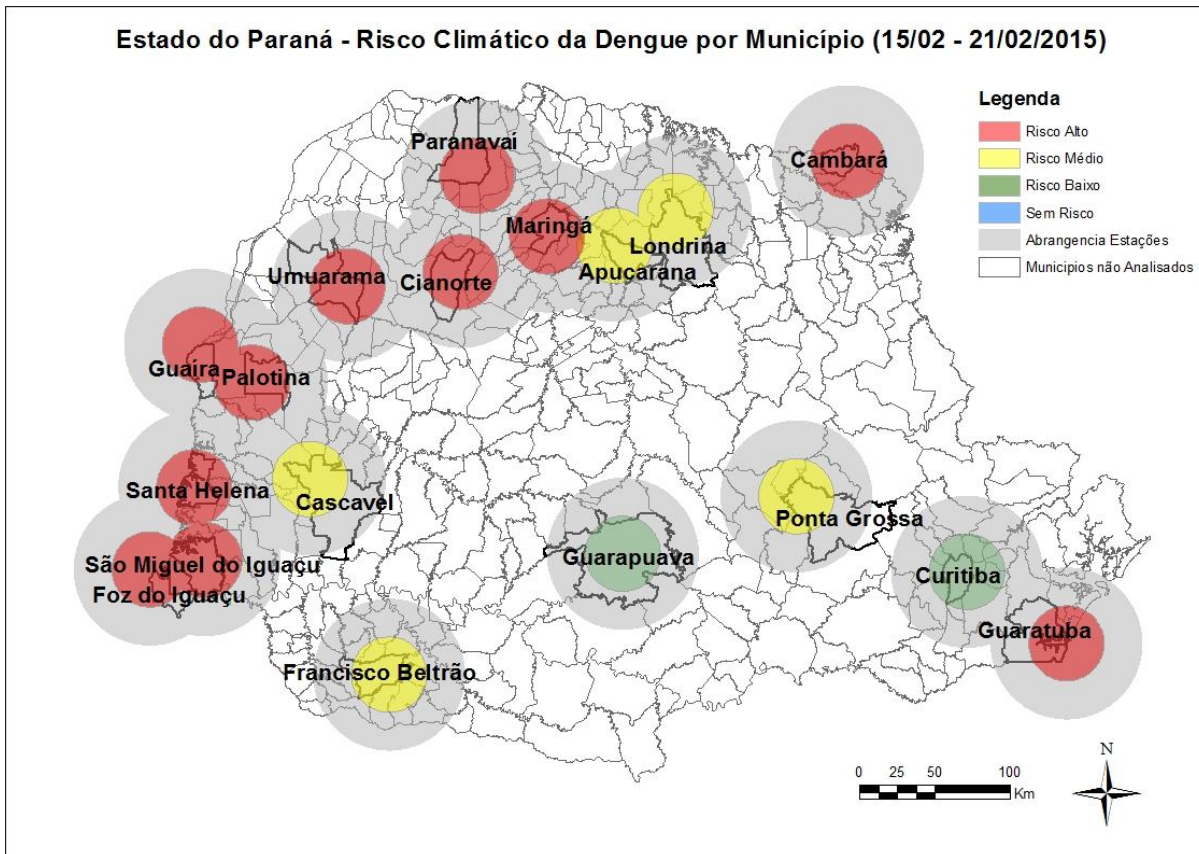 Estado do Paraná - Risco Climático da Dengue por Município (15/02 - 21/02/2015)
Legenda
Risco Alto
Risco Médio
Risco Baixo
Sem Risco
Abrangencia Estações
Municipios não Analisados
Paranavaí
Cambará
Maringá
Londrina
Apucarana
Umuarama
Cianorte
Guaíra
Palotina
Santa Helena
Cascavel
Ponta Grossa
São Miguel do Iguaçu
Foz do Iguaçu
Guarapuava
Curitiba
Guaratuba
Francisco Beltrão
N
0 25 50 100
Km